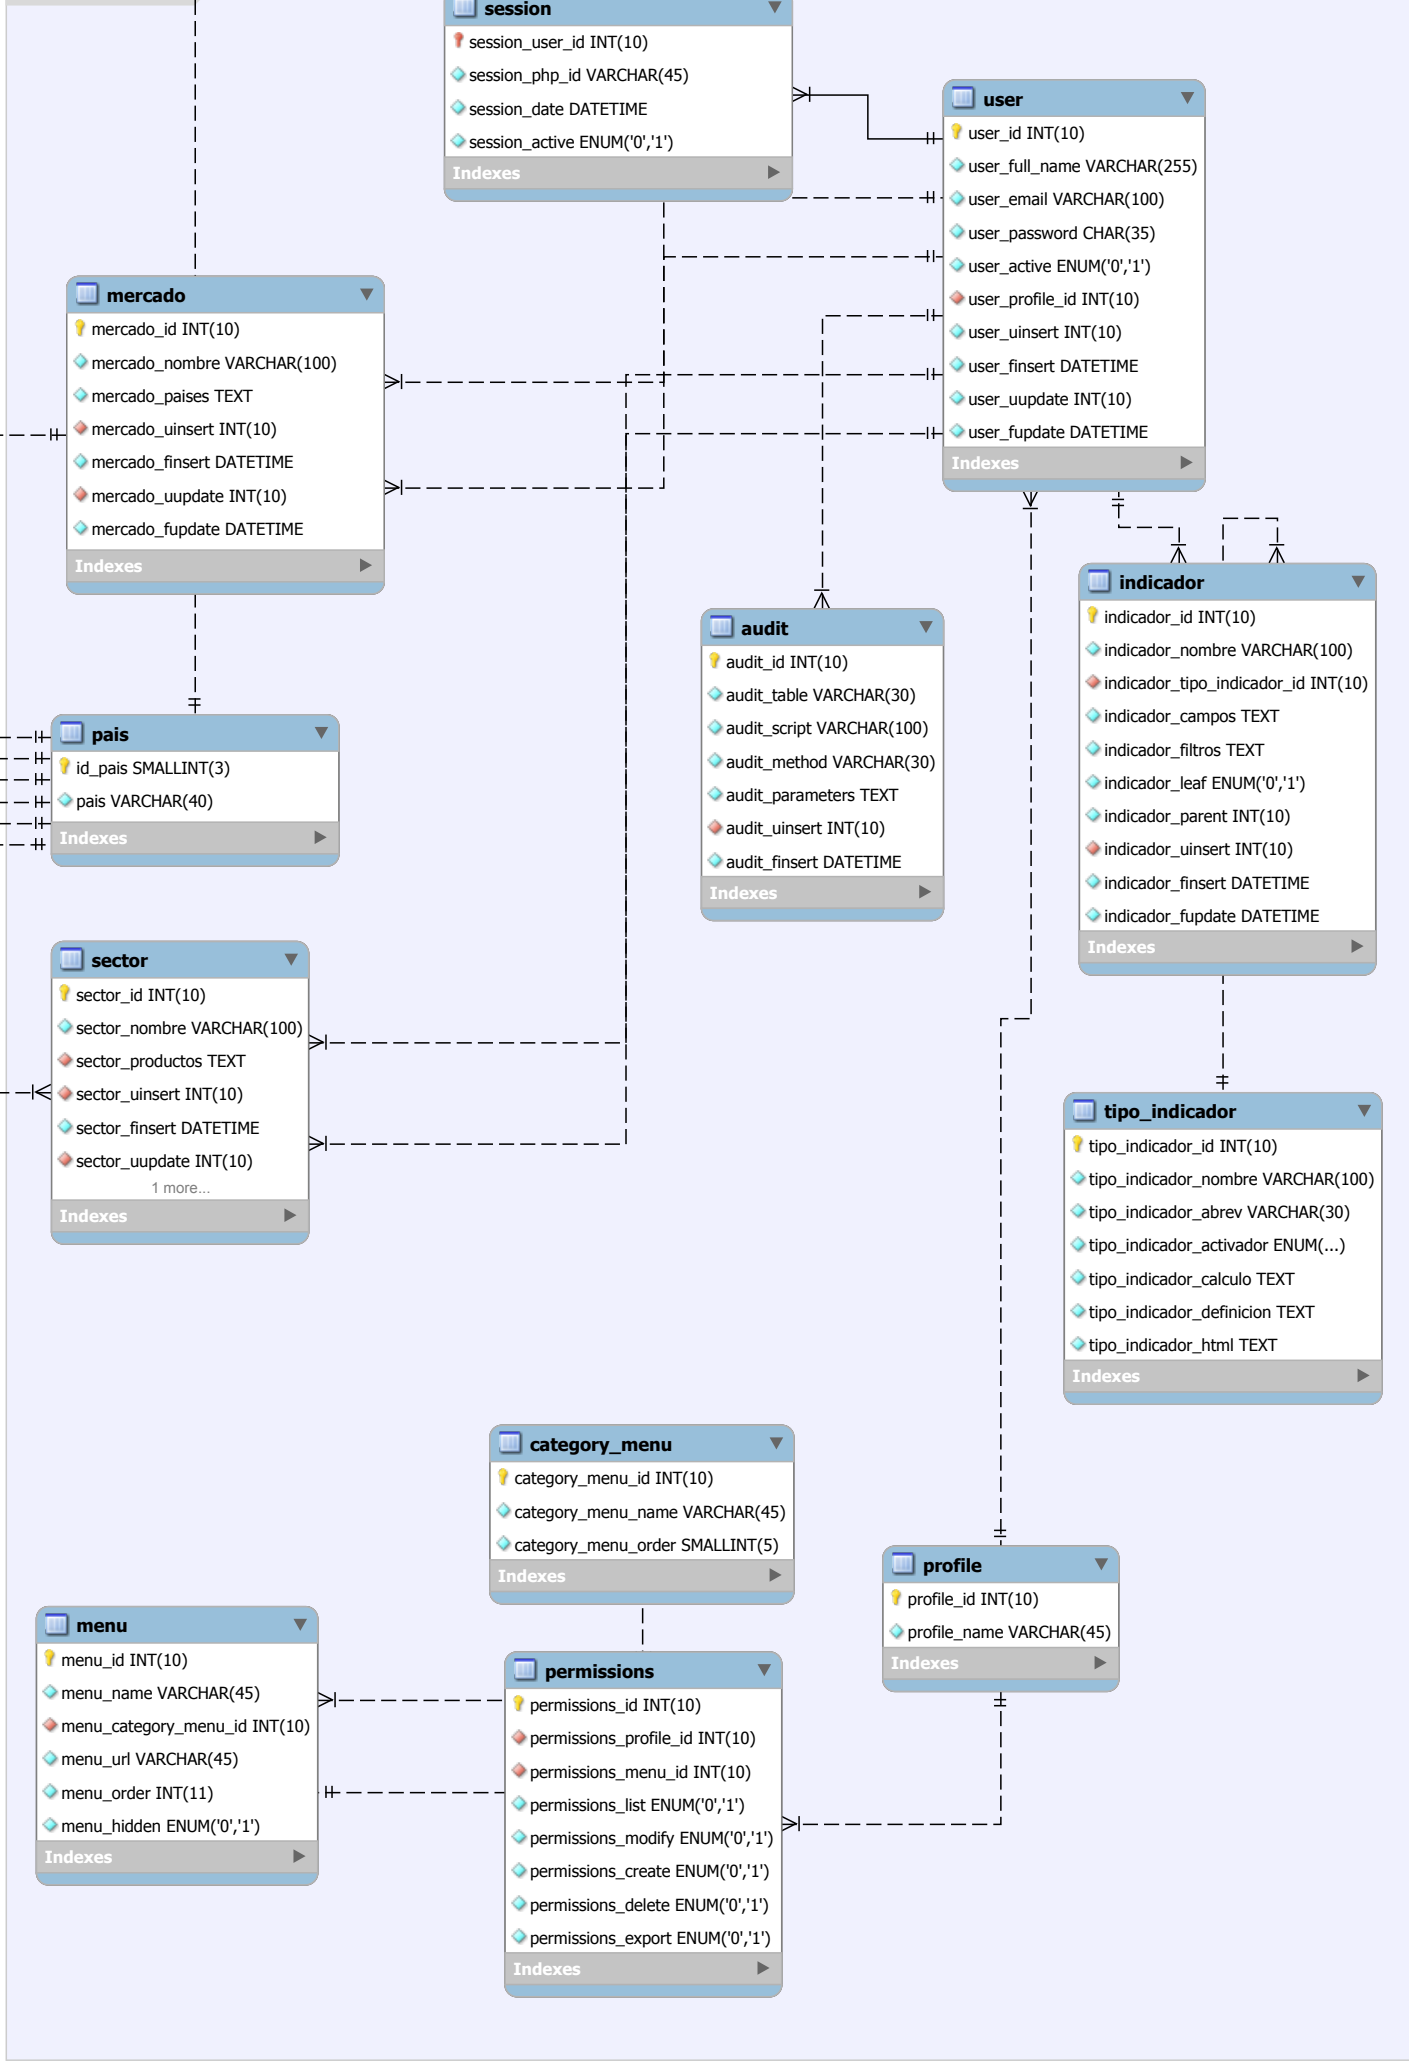 session
session_user_id INT(10)
session_php_id VARCHAR(45)
session_date DATETIME
session_active ENUM('0','1')
Indexes
user
user_id INT(10)
user_full_name VARCHAR(255)
user_email VARCHAR(100)
user_password CHAR(35)
user_active ENUM('0','1')
user_profile_id INT(10)
user_uinsert INT(10)
user_finsert DATETIME
user_uupdate INT(10)
user_fupdate DATETIME
Indexes
mercado
mercado_id INT(10)
mercado_nombre VARCHAR(100)
mercado_paises TEXT
mercado_uinsert INT(10)
mercado_finsert DATETIME
mercado_uupdate INT(10)
mercado_fupdate DATETIME
Indexes
indicador
indicador_id INT(10)
indicador_nombre VARCHAR(100)
indicador_tipo_indicador_id INT(10)
indicador_campos TEXT
indicador_filtros TEXT
indicador_leaf ENUM('0','1')
indicador_parent INT(10)
indicador_uinsert INT(10)
indicador_finsert DATETIME
indicador_fupdate DATETIME
Indexes
audit
audit_id INT(10)
audit_table VARCHAR(30)
audit_script VARCHAR(100)
audit_method VARCHAR(30)
audit_parameters TEXT
audit_uinsert INT(10)
audit_finsert DATETIME
Indexes
pais
id_pais SMALLINT(3)
pais VARCHAR(40)
Indexes
sector
sector_id INT(10)
sector_nombre VARCHAR(100)
sector_productos TEXT
sector_uinsert INT(10)
sector_finsert DATETIME
sector_uupdate INT(10)
1 more...
Indexes
tipo_indicador
tipo_indicador_id INT(10)
tipo_indicador_nombre VARCHAR(100)
tipo_indicador_abrev VARCHAR(30)
tipo_indicador_activador ENUM(...)
tipo_indicador_calculo TEXT
tipo_indicador_definicion TEXT
tipo_indicador_html TEXT
Indexes
category_menu
category_menu_id INT(10)
category_menu_name VARCHAR(45)
category_menu_order SMALLINT(5)
Indexes
profile
profile_id INT(10)
profile_name VARCHAR(45)
Indexes
menu
menu_id INT(10)
menu_name VARCHAR(45)
menu_category_menu_id INT(10)
menu_url VARCHAR(45)
menu_order INT(11)
menu_hidden ENUM('0','1')
Indexes
permissions
permissions_id INT(10)
permissions_profile_id INT(10)
permissions_menu_id INT(10)
permissions_list ENUM('0','1')
permissions_modify ENUM('0','1')
permissions_create ENUM('0','1')
permissions_delete ENUM('0','1')
permissions_export ENUM('0','1')
Indexes